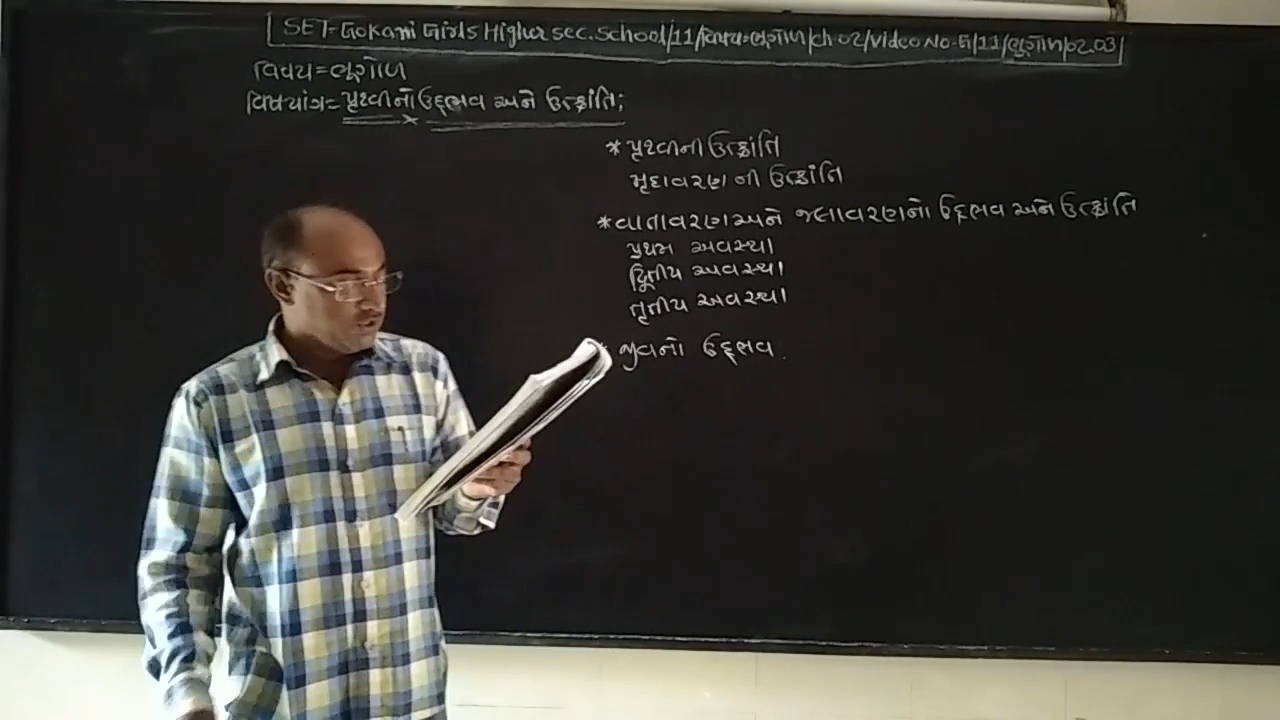 SET=Gokani Girls Higher sec. School/11/વિષય=ભૂગોળ/ch 02/Video No-G/11/ભૂગોળ/02.03
વિષય=ભૂગોળ
વિષયાંગ=પૃથ્વીનો ઉદ્દભવ અને ઉત્ક્રાંતિ;
* પૃથ્વીની ઉત્ક્રાંતિ
મૃદાવરણ ની ઉત્ક્રાંતિ
* વાતાવરણ અને જલાવરણનો ઉદ્દભવ અને ઉત્ક્રાંતિ
પ્રથમ અવસ્થા
દ્વિતીય અવસ્થા
તૃતીય અવસ્થા
* જીવનો ઉદ્દભવ